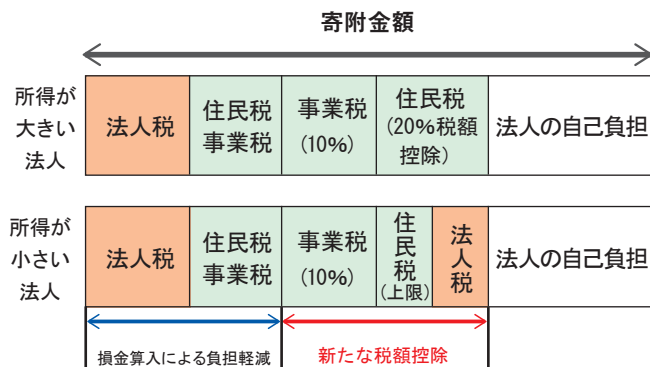 寄附金額
所得が
大きい
法人
法人税
住民税
事業税
事業税
(10%)
住民税
(20%税額
控除)
法人の自己負担
所得が
小さい
法人
法人税
住民税
事業税
事業税
(10%)
住民税
(上限)
法人税
法人の自己負担
損金算入による負担軽減
新たな税額控除